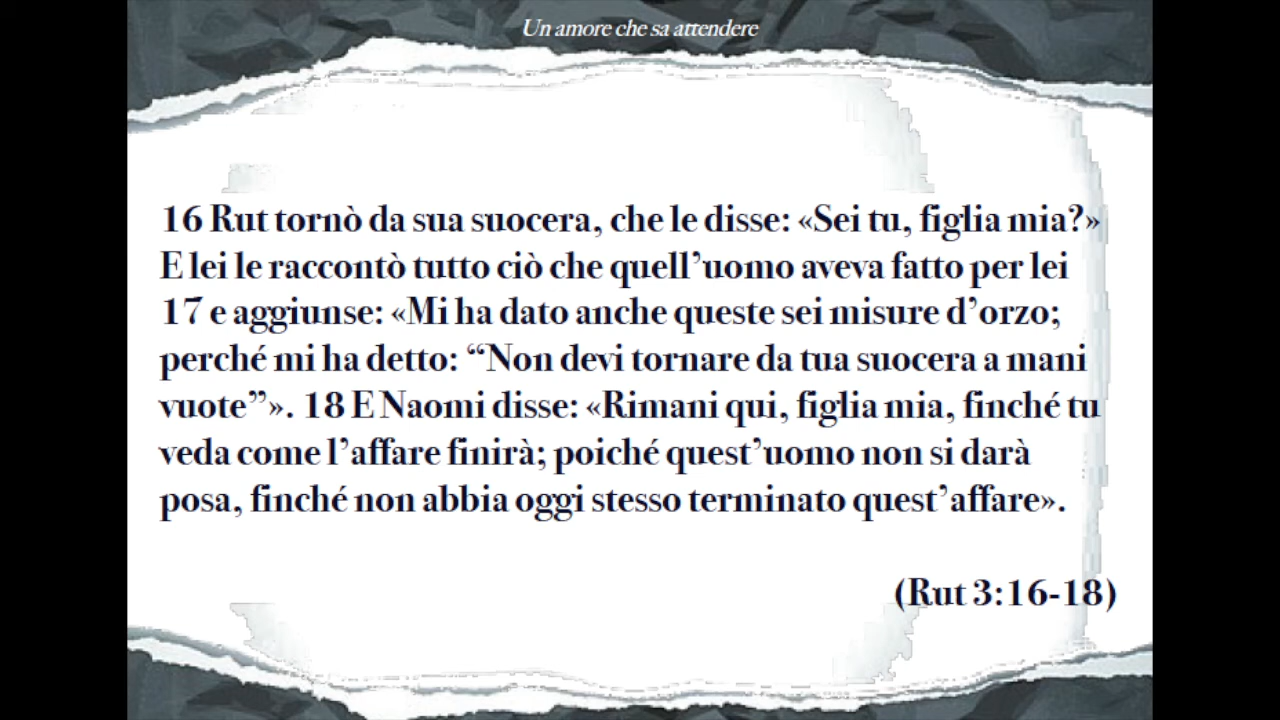 Un amore che sa attendere
16 Rut tornò da sua suocera, che le disse: «Sei tu, figlia mia?»
E lei le raccontò tutto ciò che quell’uomo aveva fatto per lei
17 e aggiunse: «Mi ha dato anche queste sei misure d’orzo;
perché mi ha detto: “Non devi tornare da tua suocera a mani
vuote”». 18 E Naomi disse: «Rimani qui, figlia mia, finché tu
veda come l’affare finirà; poiché quest’uomo non si darà
posa, finché non abbia oggi stesso terminato quest’affare».
(Rut 3:16-18)